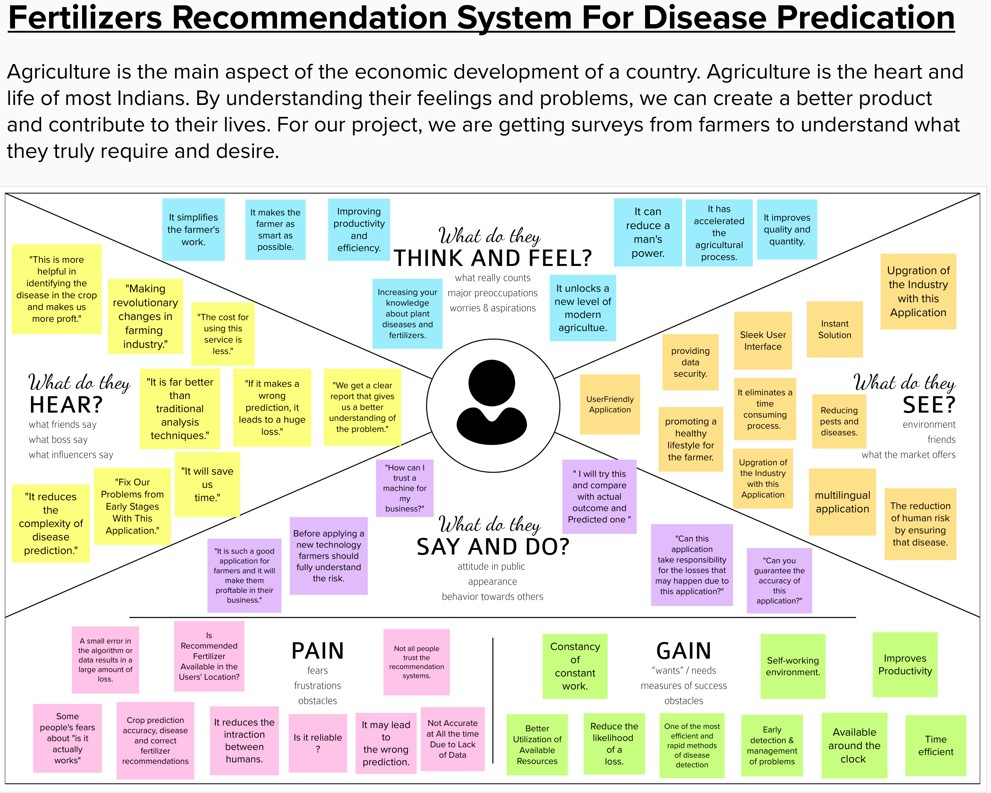 Fertilizers Recommendation System For Disease Predication
Agriculture is the main aspect of the economic development of a country. Agriculture is the heart and
life of most Indians. By understanding their feelings and problems, we can create a better product
and contribute to their lives. For our project, we are getting surveys from farmers to understand what
they truly require and desire.
It simplifies
the farmer's
work.
It makes the
farmer as
smart as
possible.
Improving
productivity
and
efficiency.
What do they
THINK AND FEEL?
what really counts
major preoccupations
worries & aspirations
Increasing your
knowledge
about plant
diseases and
fertilizers.
It unlocks a
new level of
modern
agricultue.
It can
reduce a
man's
power.
It has
accelerated
the
agricultural
process.
It improves
quality and
quantity.
"This is more
helpful in
identifying the
disease in the crop
and makes us
more proft."
"Making
revolutionary
changes in
farming
industry."
"The cost for
using this
service is
less."
What do they
HEAR?
what friends say
what boss say
what influencers say
"It is far better
than
traditional
analysis
techniques."
"If it makes a
wrong
prediction, it
leads to a huge
loss."
"We get a clear
report that gives
us a better
understanding of
the problem."
"It reduces
the
complexity of
disease
prediction."
"Fix Our
Problems from
Early Stages
With This
Application."
"It will save
us
time."
Upgration of
the Industry
with this
Application
Instant
Solution
Sleek User
Interface
providing
data
security.
What do they
SEE?
environment
friends
what the market offers
UserFriendly
Application
It eliminates a
time
consuming
process.
Reducing
pests and
diseases.
promoting a
healthy
lifestyle for
the farmer.
Upgration of
the Industry
with this
Application
multilingual
application
The reduction
of human risk
by ensuring
that disease.
"How can I
trust a
machine for
my
business?"
" I will try this
and compare
with actual
outcome and
Predicted one "
What do they
SAY AND DO?
attitude in public
appearance
behavior towards others
Before applying a
new technology
farmers should
fully understand
the risk.
"It is such a good
application for
farmers and it will
make them
profitable in their
business."
"Can this
application
take responsibility
for the losses that
may happen due to
this application?"
"Can you
guarantee the
accuracy of
this
application?"
PAIN
fears
frustrations
obstacles
A small error in
the algorithm or
data results in a
large amount of
loss.
Is
Recommended
Fertilizer
Available in the
Users' Location?
Not all people
trust the
recommendation
systems.
Some
people's fears
about "is it
actually
works"
Crop prediction
accuracy, disease
and correct
fertilizer
recommendations
It reduces the
intraction
between
humans.
Is it reliable
?
It may lead
to
the wrong
prediction.
Not Accurate
at All the time
Due to Lack
of Data
GAIN
"wants" / needs
measures of success
obstacles
Constancy
of
constant
work.
Self-working
environment.
Improves
Productivity
Better
Utilization of
Available
Resources
Reduce the
likelihood
of a
loss.
One of the most
efficient and
rapid methods
of disease
detection
Early
detection &
management
of problems
Available
around the
clock
Time
efficient